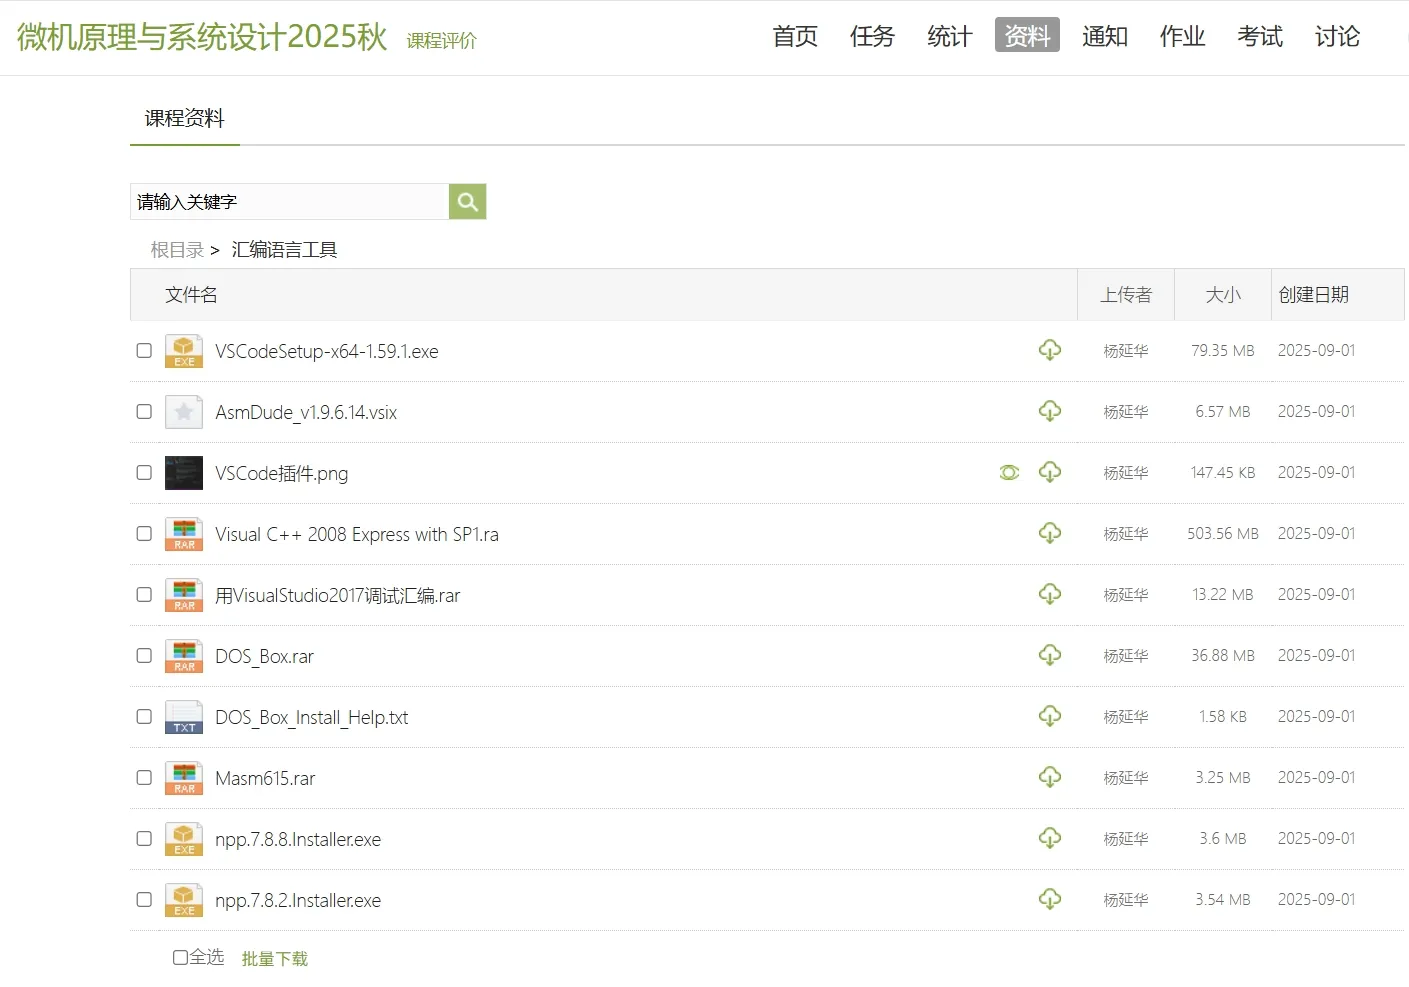 微机原理与系统设计2025秋 课程评价 首页 任务 统计 资料 通知 作业 考试 讨论
课程资料
请输入关键字
根目录 > 汇编语言工具
文件名 上传者 大小 创建日期
EXE VSCodeSetup-x64-1.59.1.exe 杨延华 79.35 MB 2025-09-01
AsmDude_v1.9.6.14.vsix 杨延华 6.57 MB 2025-09-01
VSCode插件.png 杨延华 147.45 KB 2025-09-01
RAR Visual C++ 2008 Express with SP1.ra 杨延华 503.56 MB 2025-09-01
RAR 用VisualStudio2017调试汇编.rar 杨延华 13.22 MB 2025-09-01
RAR DOS_Box.rar 杨延华 36.88 MB 2025-09-01
TXT DOS_Box_Install_Help.txt 杨延华 1.58 KB 2025-09-01
RAR Masm615.rar 杨延华 3.25 MB 2025-09-01
EXE npp.7.8.8.Installer.exe 杨延华 3.6 MB 2025-09-01
EXE npp.7.8.2.Installer.exe 杨延华 3.54 MB 2025-09-01
全选 批量下载